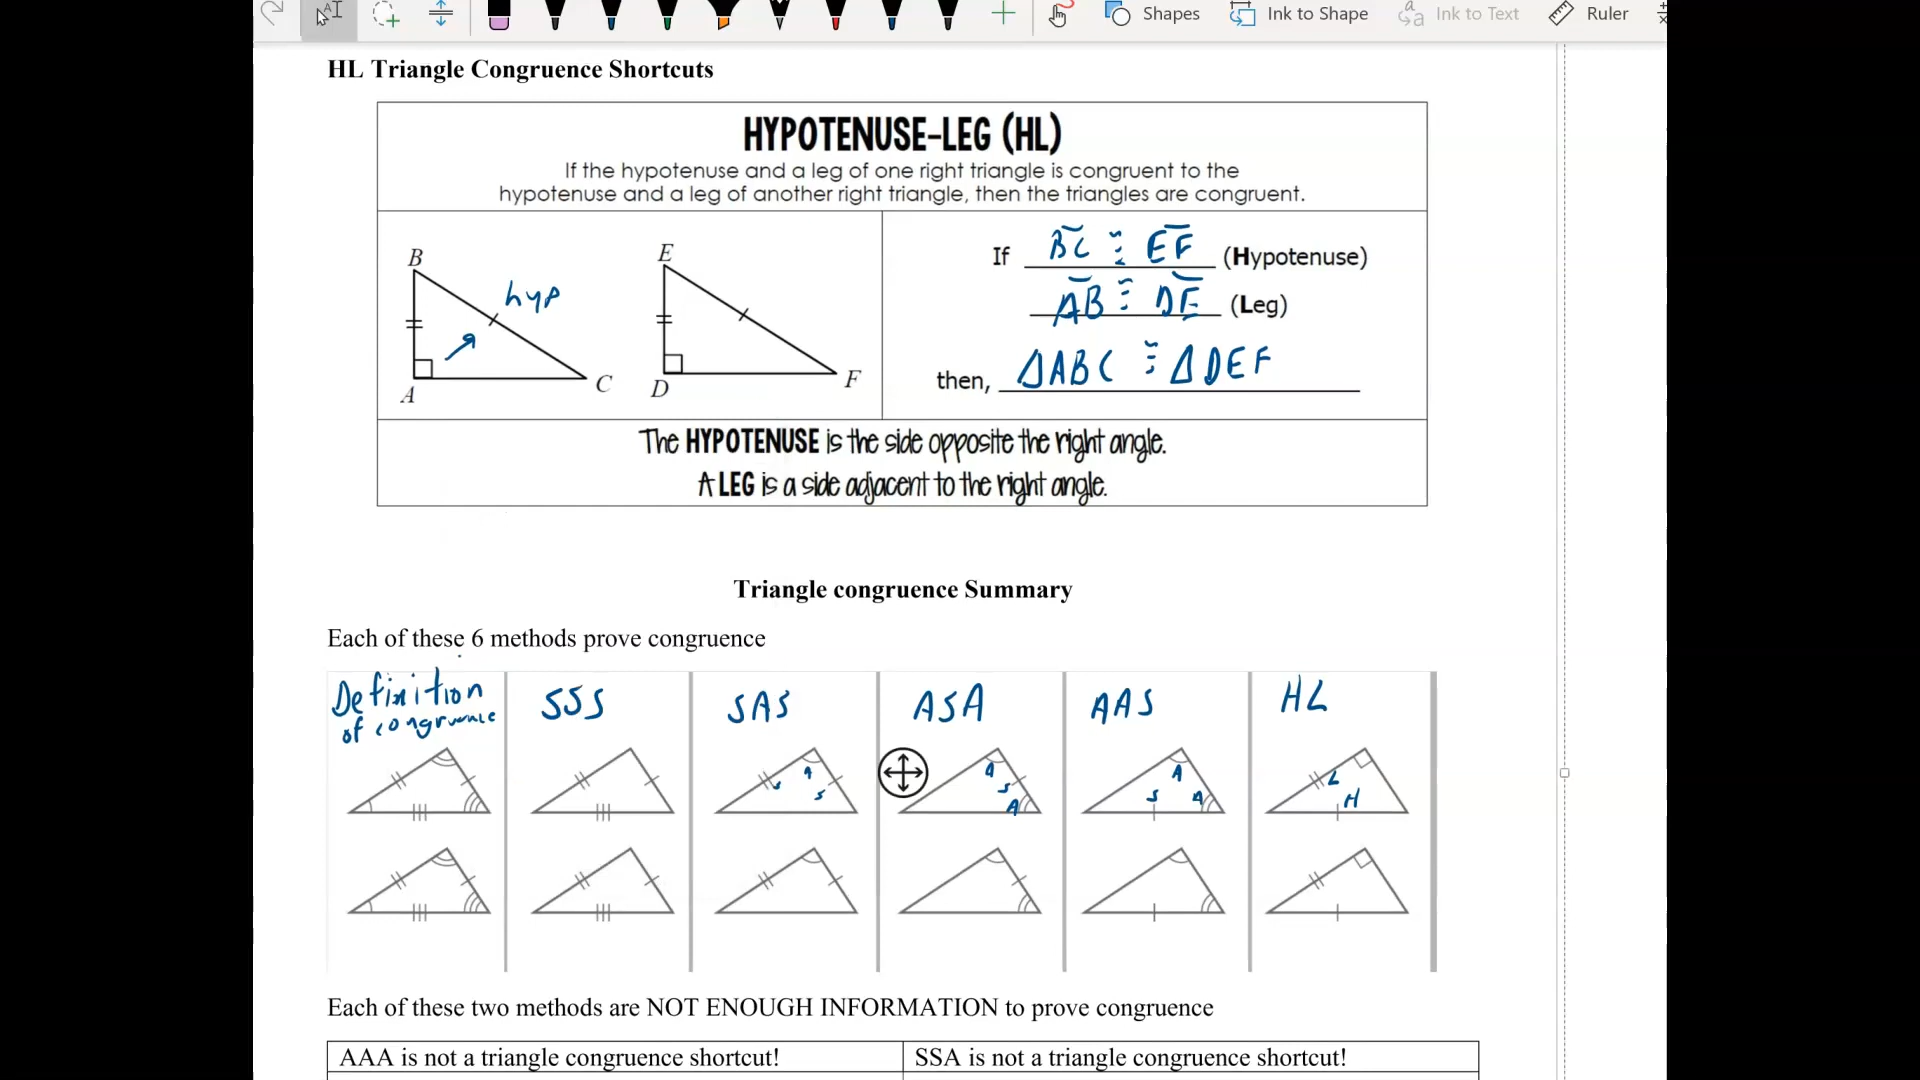 Shapes Ink to Shape Ink to Text Ruler
HL Triangle Congruence Shortcuts
HYPOTENUSE-LEG (HL)
If the hypotenuse and a leg of one right triangle is congruent to the
hypotenuse and a leg of another right triangle, then the triangles are congruent.
B
hyp
A
C
E
D
F
If BC ≅ EF (Hypotenuse)
AB ≅ DE (Leg)
then, ΔABC ≅ ΔDEF
The HYPOTENUSE is the side opposite the right angle.
A LEG is a side adjacent to the right angle.
Triangle congruence Summary
Each of these 6 methods prove congruence
Definition
of congruence
SSS
SAS
ASA
AAS
HL
S A S
A S A
A S A
L H
Each of these two methods are NOT ENOUGH INFORMATION to prove congruence
AAA is not a triangle congruence shortcut!
SSA is not a triangle congruence shortcut!